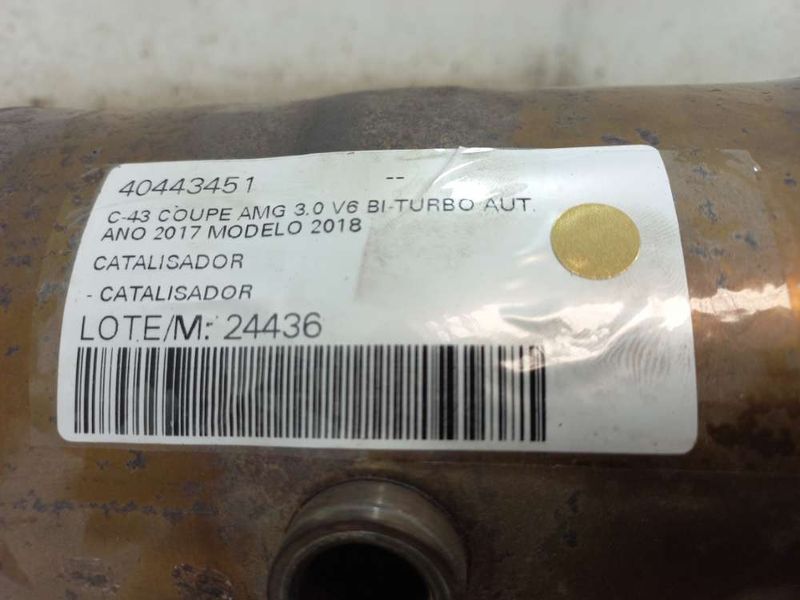 40443451 --
C-43 COUPE AMG 3.0 V6 BI-TURBO AUT.
ANO 2017 MODELO 2018
CATALISADOR
- CATALISADOR
LOTE/M: 24436